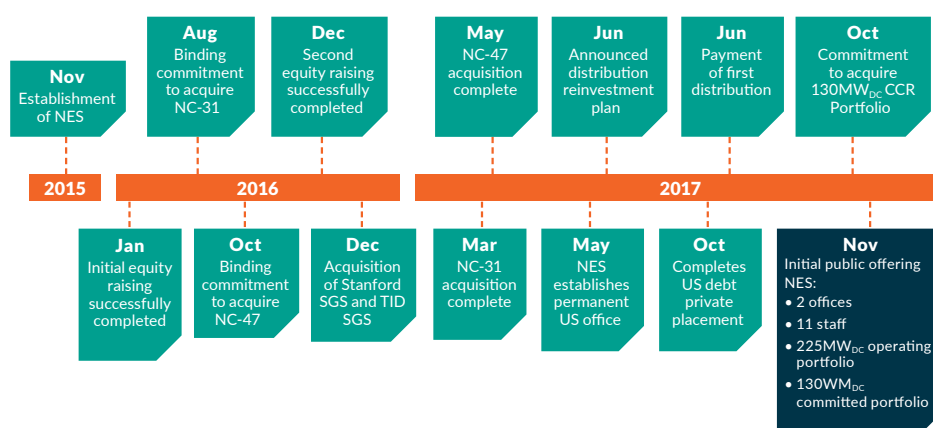 Nov
Establishment
of NES
Aug
Binding
commitment
to acquire
NC-31
Dec
Second
equity raising
successfully
completed
May
NC-47
acquisition
complete
Jun
Announced
distribution
reinvestment
plan
Jun
Payment
of first
distribution
Oct
Commitment
to acquire
130MWDC CCR
Portfolio
2015
2016
2017
Jan
Initial equity
raising
successfully
completed
Oct
Binding
commitment
to acquire
NC-47
Dec
Acquisition
of Stanford
SGS and TID
SGS
Mar
NC-31
acquisition
complete
May
NES
establishes
permanent
US office
Oct
Completes
US debt
private
placement
Nov
Initial public offering
NES:
• 2 offices
• 11 staff
• 225MWDC operating
portfolio
• 130WMDC
committed portfolio